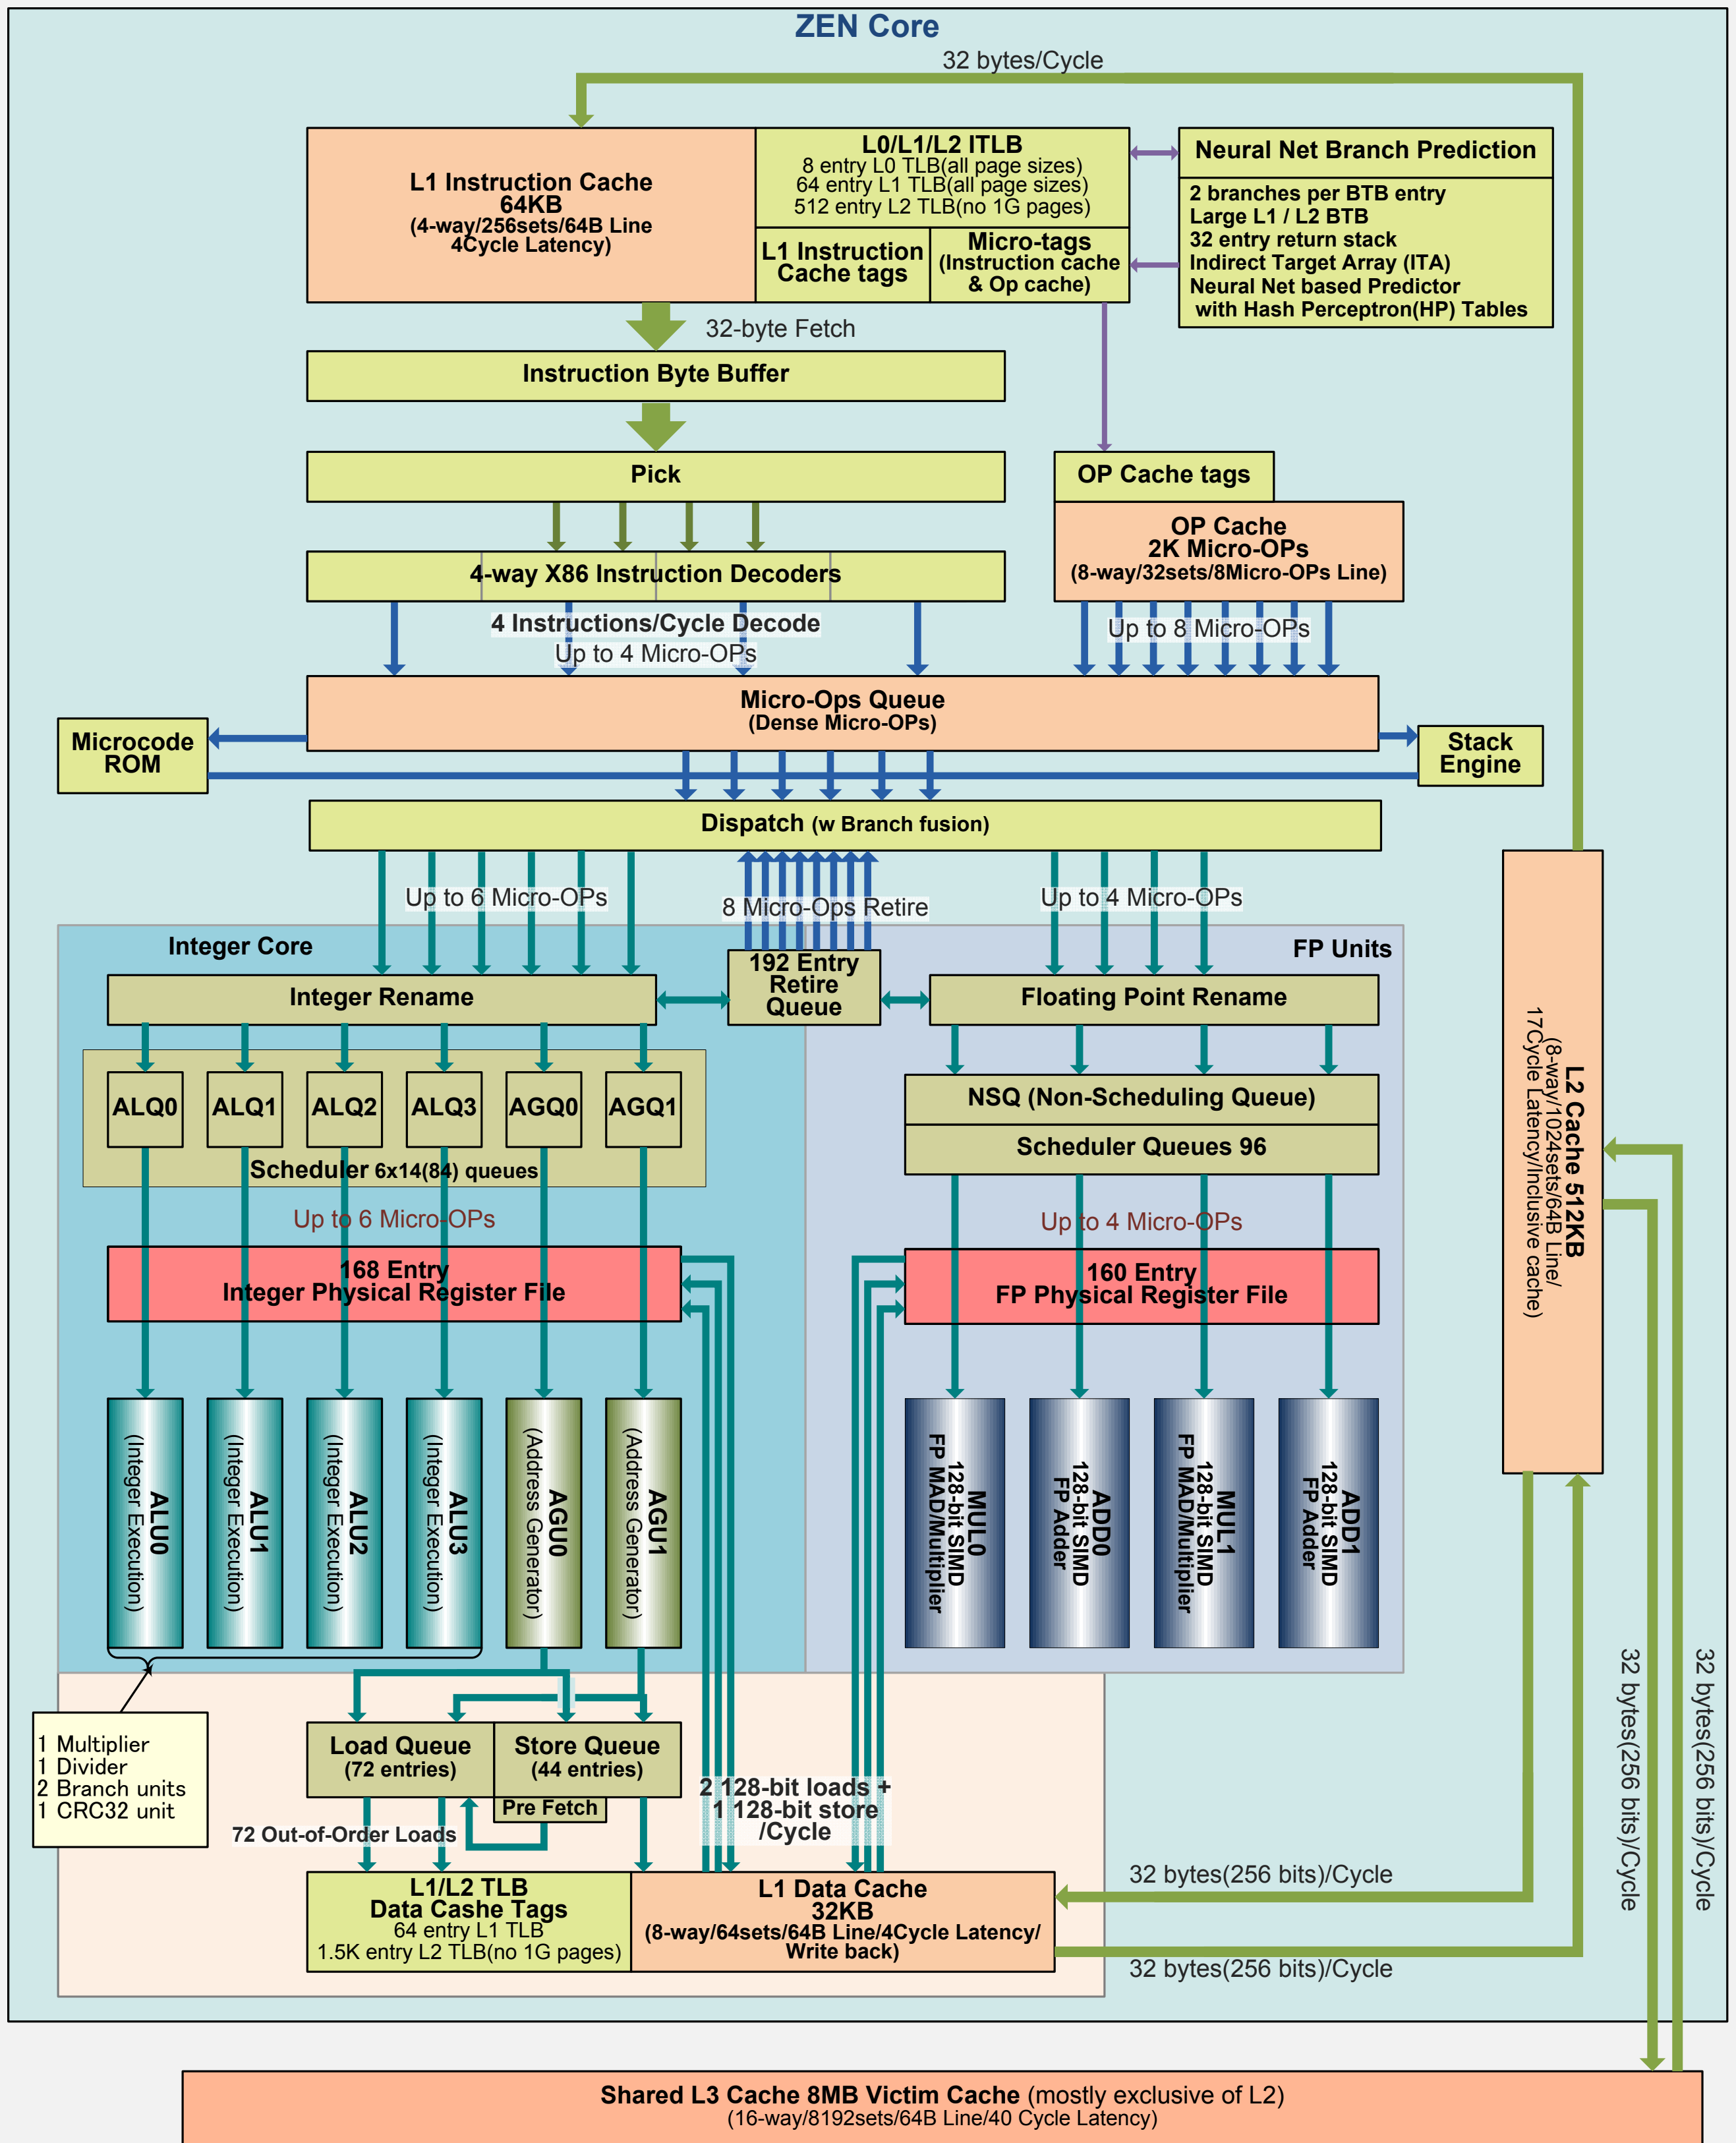 ZEN Core
32 bytes/Cycle
L1 Instruction Cache
64KB
(4-way/256sets/64B Line
4Cycle Latency)
L0/L1/L2 ITLB
8 entry L0 TLB(all page sizes)
64 entry L1 TLB(all page sizes)
512 entry L2 TLB(no 1G pages)
L1 Instruction
Cache tags
Micro-tags
(Instruction cache
& Op cache)
Neural Net Branch Prediction
2 branches per BTB entry
Large L1 / L2 BTB
32 entry return stack
Indirect Target Array (ITA)
Neural Net based Predictor
with Hash Perceptron(HP) Tables
32-byte Fetch
Instruction Byte Buffer
Pick
OP Cache tags
OP Cache
2K Micro-OPs
(8-way/32sets/8Micro-OPs Line)
4-way X86 Instruction Decoders
4 Instructions/Cycle Decode
Up to 4 Micro-OPs
Up to 8 Micro-OPs
Micro-Ops Queue
(Dense Micro-OPs)
Microcode
ROM
Stack
Engine
Dispatch (w Branch fusion)
Up to 6 Micro-OPs
8 Micro-Ops Retire
Up to 4 Micro-OPs
Integer Core
FP Units
192 Entry
Retire
Queue
Integer Rename
Floating Point Rename
ALQ0
ALQ1
ALQ2
ALQ3
AGQ0
AGQ1
Scheduler 6x14(84) queues
NSQ (Non-Scheduling Queue)
Scheduler Queues 96
Up to 6 Micro-OPs
Up to 4 Micro-OPs
168 Entry
Integer Physical Register File
160 Entry
FP Physical Register File
L2 Cache 512KB
(8-way/1024sets/64B Line/
17Cycle Latency/Inclusive cache)
ALU0
(Integer Execution)
ALU1
(Integer Execution)
ALU2
(Integer Execution)
ALU3
(Integer Execution)
AGU0
(Address Generator)
AGU1
(Address Generator)
MUL0
128-bit SIMD
FP MAD/Multiplier
ADD0
128-bit SIMD
FP Adder
MUL1
128-bit SIMD
FP MAD/Multiplier
ADD1
128-bit SIMD
FP Adder
1 Multiplier
1 Divider
2 Branch units
1 CRC32 unit
Load Queue
(72 entries)
Store Queue
(44 entries)
Pre Fetch
72 Out-of-Order Loads
2 128-bit loads +
1 128-bit store
/Cycle
L1/L2 TLB
Data Cashe Tags
64 entry L1 TLB
1.5K entry L2 TLB(no 1G pages)
L1 Data Cache
32KB
(8-way/64sets/64B Line/4Cycle Latency/
Write back)
32 bytes(256 bits)/Cycle
32 bytes(256 bits)/Cycle
32 bytes(256 bits)/Cycle
32 bytes(256 bits)/Cycle
Shared L3 Cache 8MB Victim Cache (mostly exclusive of L2)
(16-way/8192sets/64B Line/40 Cycle Latency)